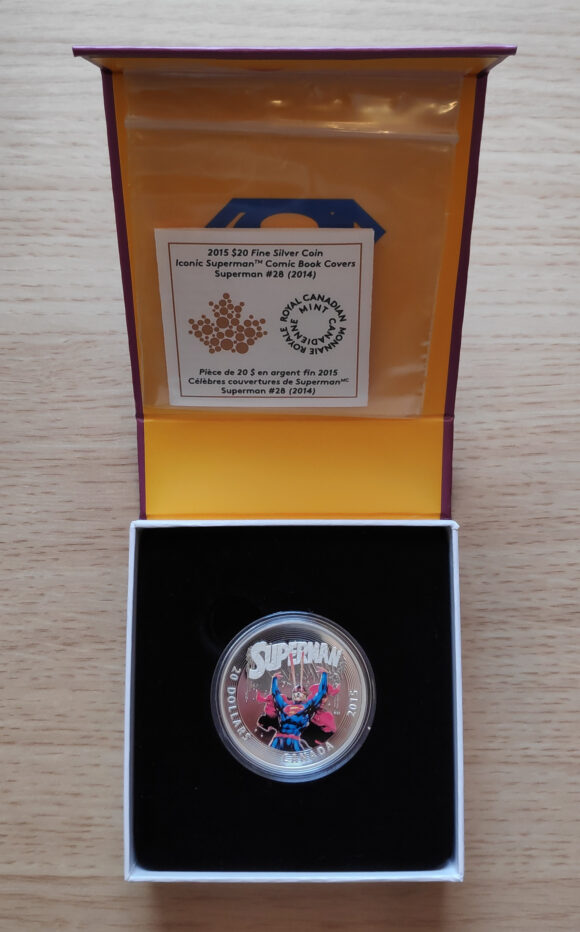 2015 $20 Fine Silver Coin
Iconic Superman™ Comic Book Covers
Superman #28 (2014)
ROYAL CANADIAN MINT
MONNAIE ROYALE CANADIENNE
Pièce de 20 $ en argent fin 2015
Célèbres couvertures de Superman^MC
Superman #28 (2014)
SUPERMAN
20 DOLLARS
2015
CANADA